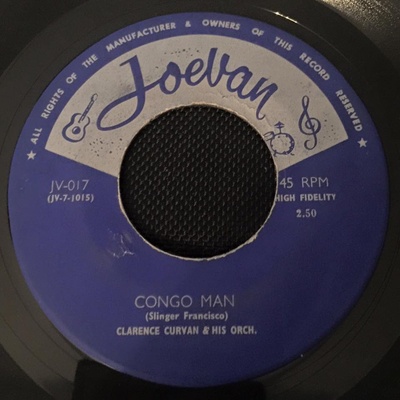 ★ ALL RIGHTS OF THE MANUFACTURER & OWNERS OF THIS RECORD RESERVED ★
Joevan
JV-017
(JV-7-1015)
45 RPM
HIGH FIDELITY
2.50
CONGO MAN
(Slinger Francisco)
CLARENCE CURVAN & HIS ORCH.